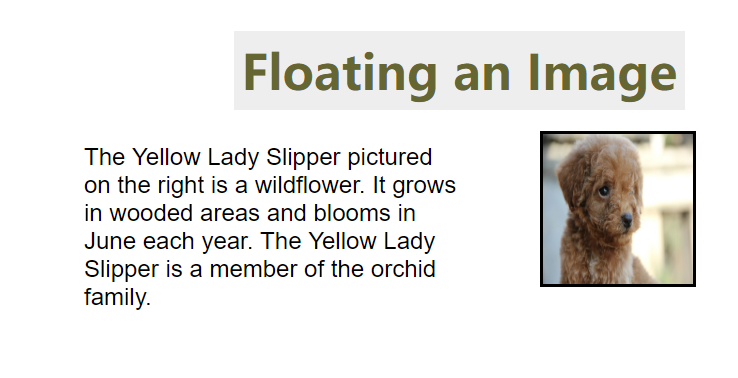 Floating an Image
The Yellow Lady Slipper pictured
on the right is a wildflower. It grows
in wooded areas and blooms in
June each year. The Yellow Lady
Slipper is a member of the orchid
family.